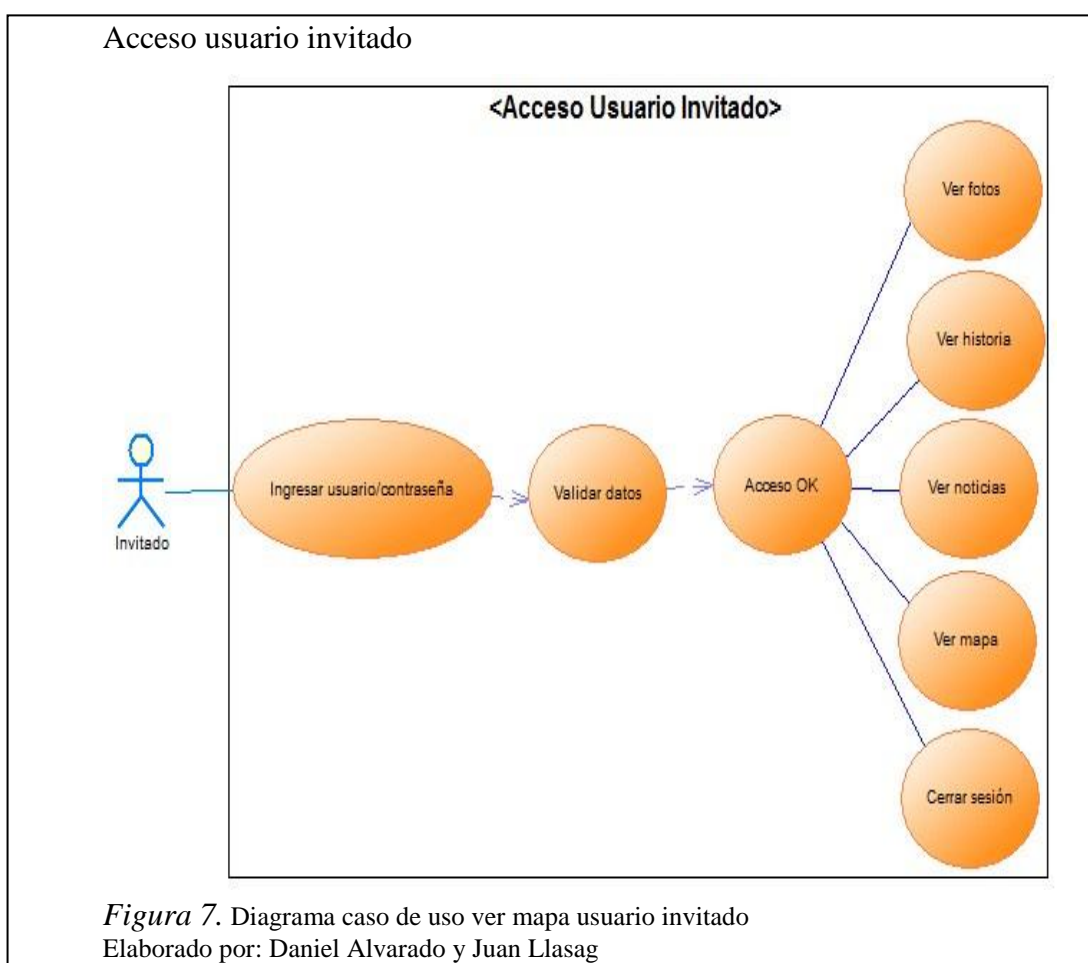 Acceso usuario invitado
<Acceso Usuario Invitado>
Ver fotos
Ver historia
Invitado
Ingresar usuario/contraseña
Validar datos
Acceso OK
Ver noticias
Ver mapa
Cerrar sesión
Figura 7. Diagrama caso de uso ver mapa usuario invitado
Elaborado por: Daniel Alvarado y Juan Llasag